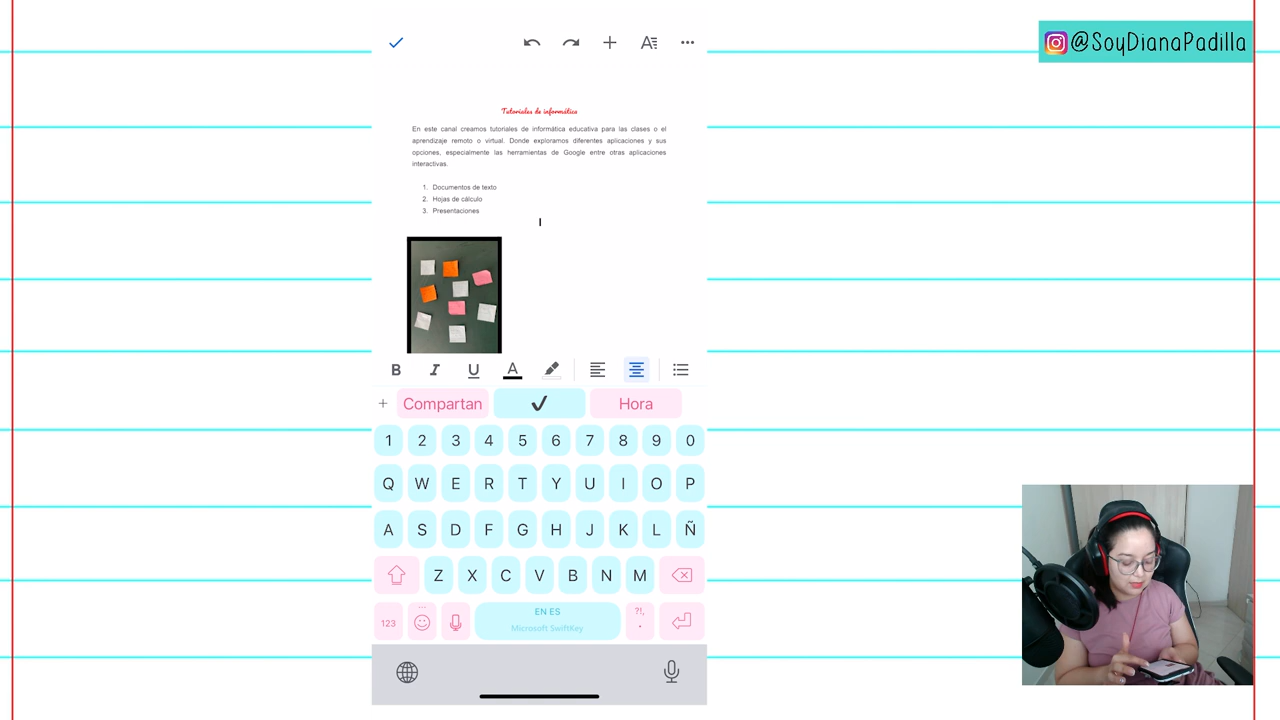 @SoyDianaPadilla
Tutoriales de informática
En este canal creamos tutoriales de informática educativa para las clases o el
aprendizaje remoto o virtual. Donde exploramos diferentes aplicaciones y sus
opciones, especialmente las herramientas de Google entre otras aplicaciones
interactivas.
1. Documentos de texto
2. Hojas de cálculo
3. Presentaciones
B I U A
+ Compartan ✓ Hora
1 2 3 4 5 6 7 8 9 0
Q W E R T Y U I O P
A S D F G H J K L Ñ
Z X C V B N M
123 EN ES ?!,
Microsoft SwiftKey .